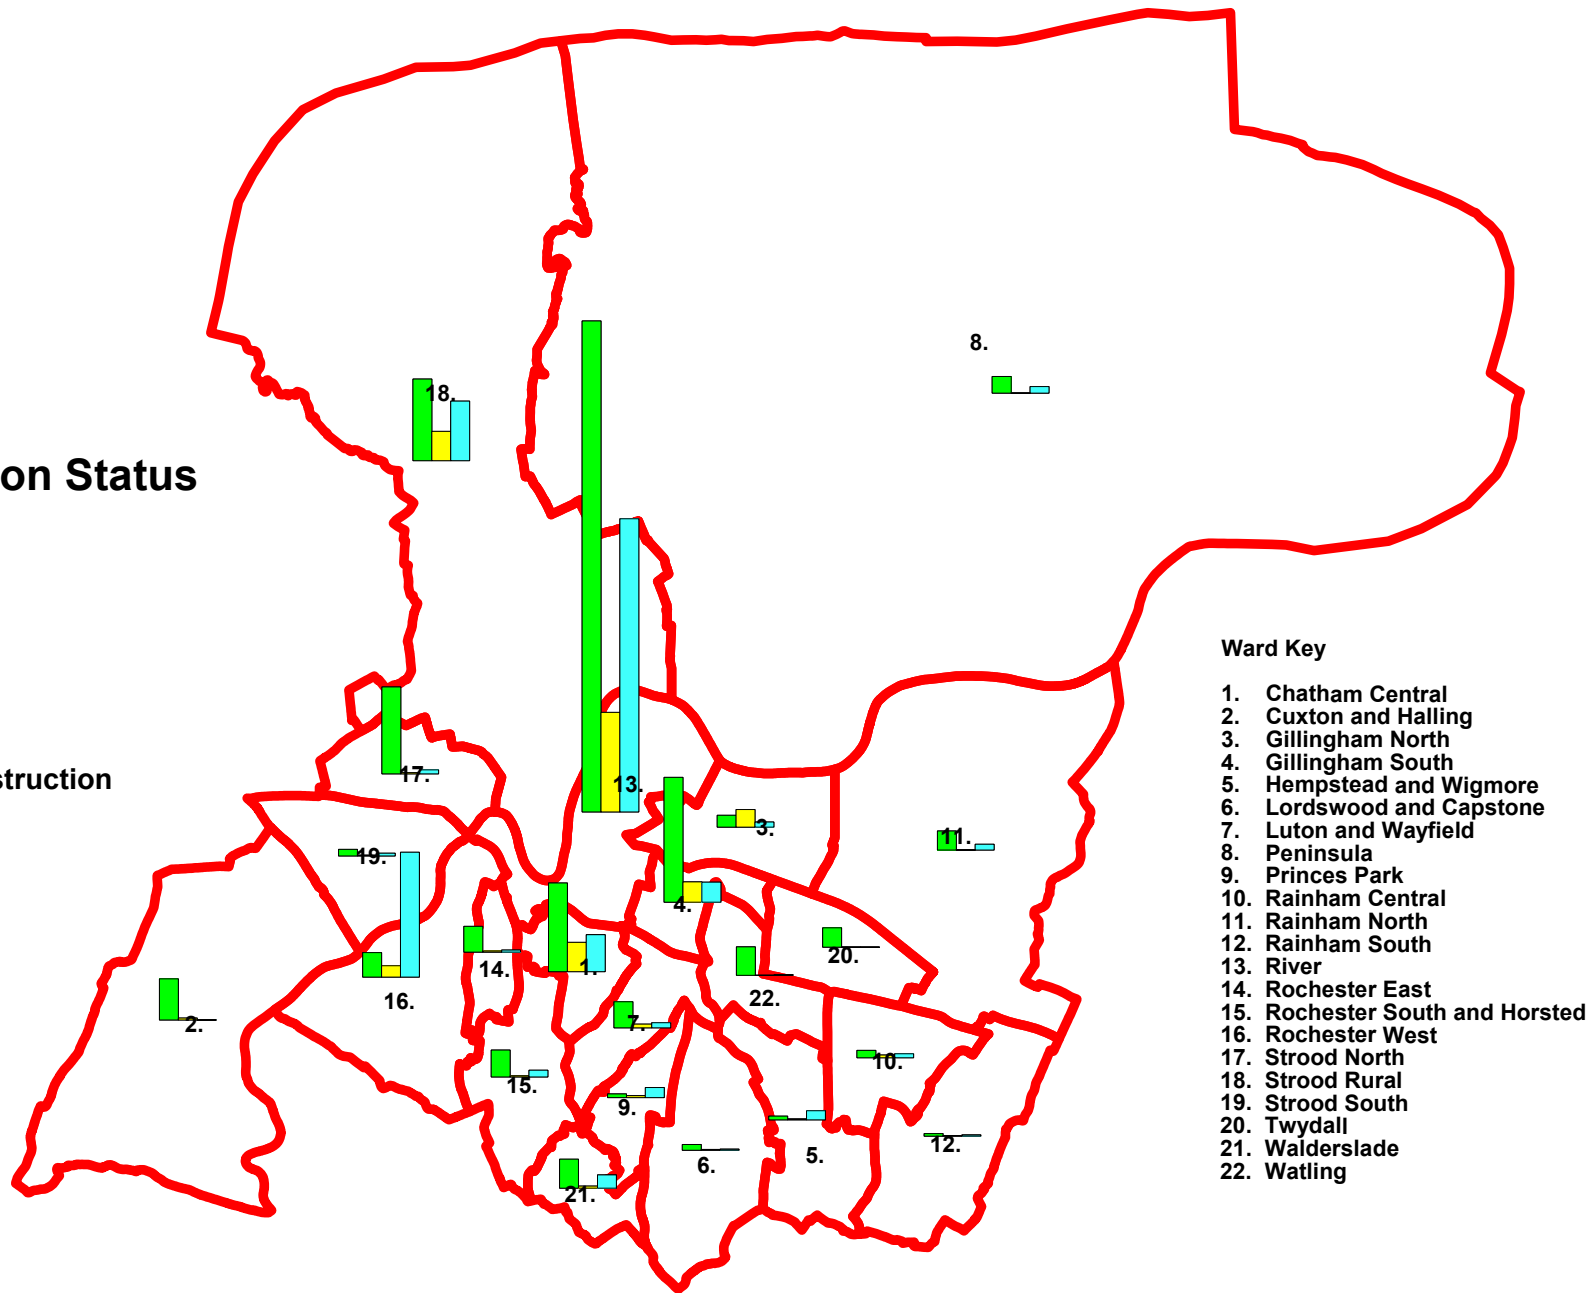 8.
18.
on Status
Ward Key
1. Chatham Central
2. Cuxton and Halling
3. Gillingham North
4. Gillingham South
5. Hempstead and Wigmore
6. Lordswood and Capstone
7. Luton and Wayfield
8. Peninsula
9. Princes Park
10. Rainham Central
11. Rainham North
12. Rainham South
13. River
14. Rochester East
15. Rochester South and Horsted
16. Rochester West
17. Strood North
18. Strood Rural
19. Strood South
20. Twydall
21. Walderslade
22. Watling
17.
struction
13.
3.
11.
19.
4.
20.
14.
1.
16.
22.
2.
7.
10.
15.
9.
5.
12.
6.
21.